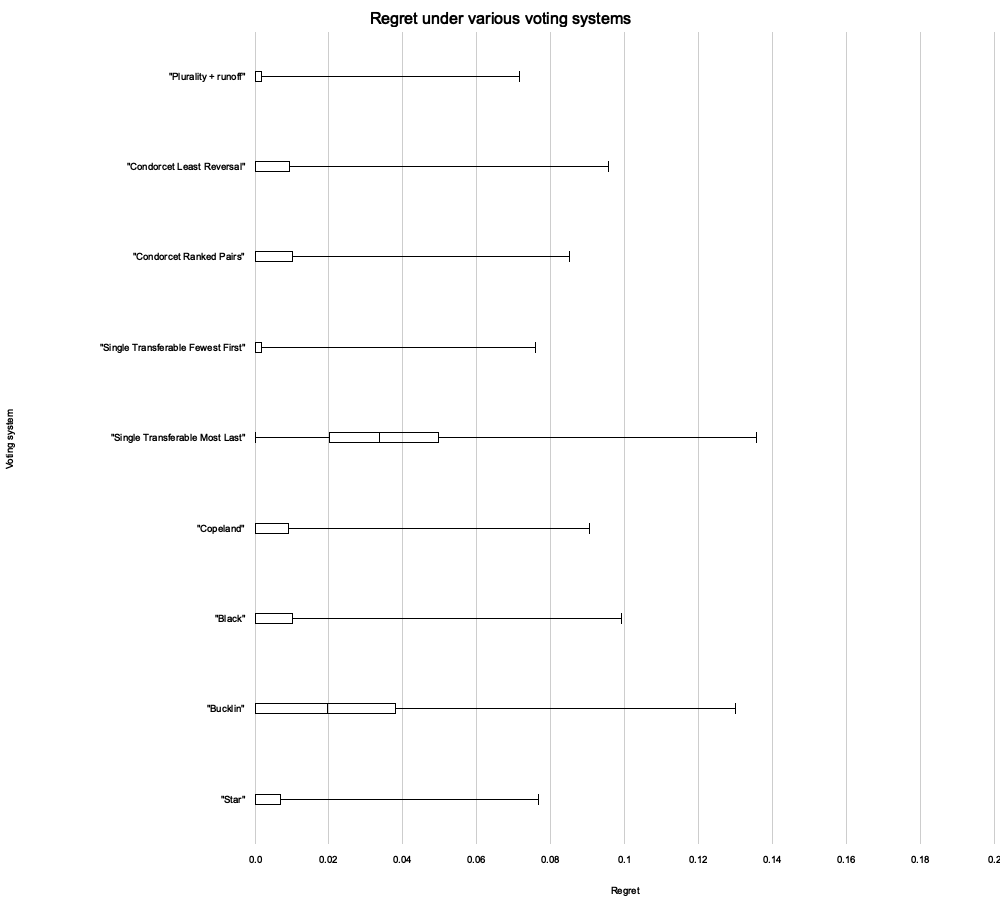 Regret under various voting systems
"Plurality + runoff"
"Condorcet Least Reversal"
"Condorcet Ranked Pairs"
"Single Transferable Fewest First"
"Single Transferable Most Last"
"Copeland"
"Black"
"Bucklin"
"Star"
Voting system
0.0 0.02 0.04 0.06 0.08 0.1 0.12 0.14 0.16 0.18 0.2
Regret